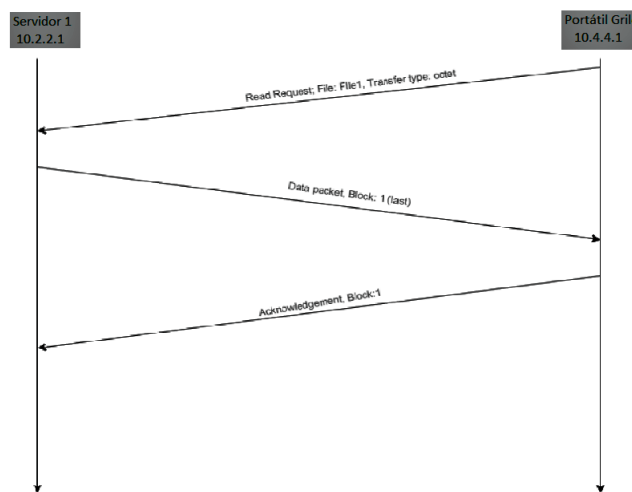 Servidor 1
10.2.2.1
Portátil Gril
10.4.4.1
Read Request; File: FIle1, Transfer type: octet
Data pecket, Block: 1 (last)
Acknowledgement, Block:1